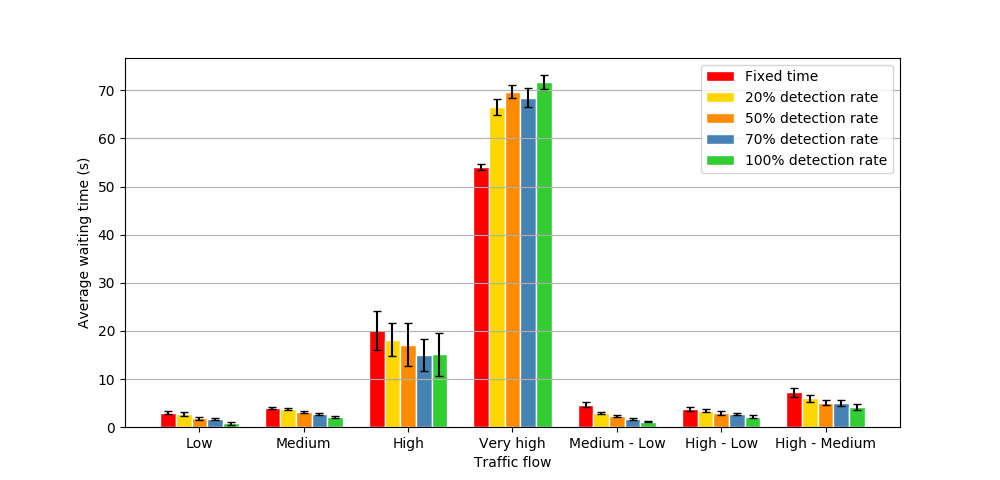 Fixed time
20% detection rate
50% detection rate
70% detection rate
100% detection rate
Average waiting time (s)
70
60
50
40
30
20
10
0
Low Medium High Very high Medium - Low High - Low High - Medium
Traffic flow